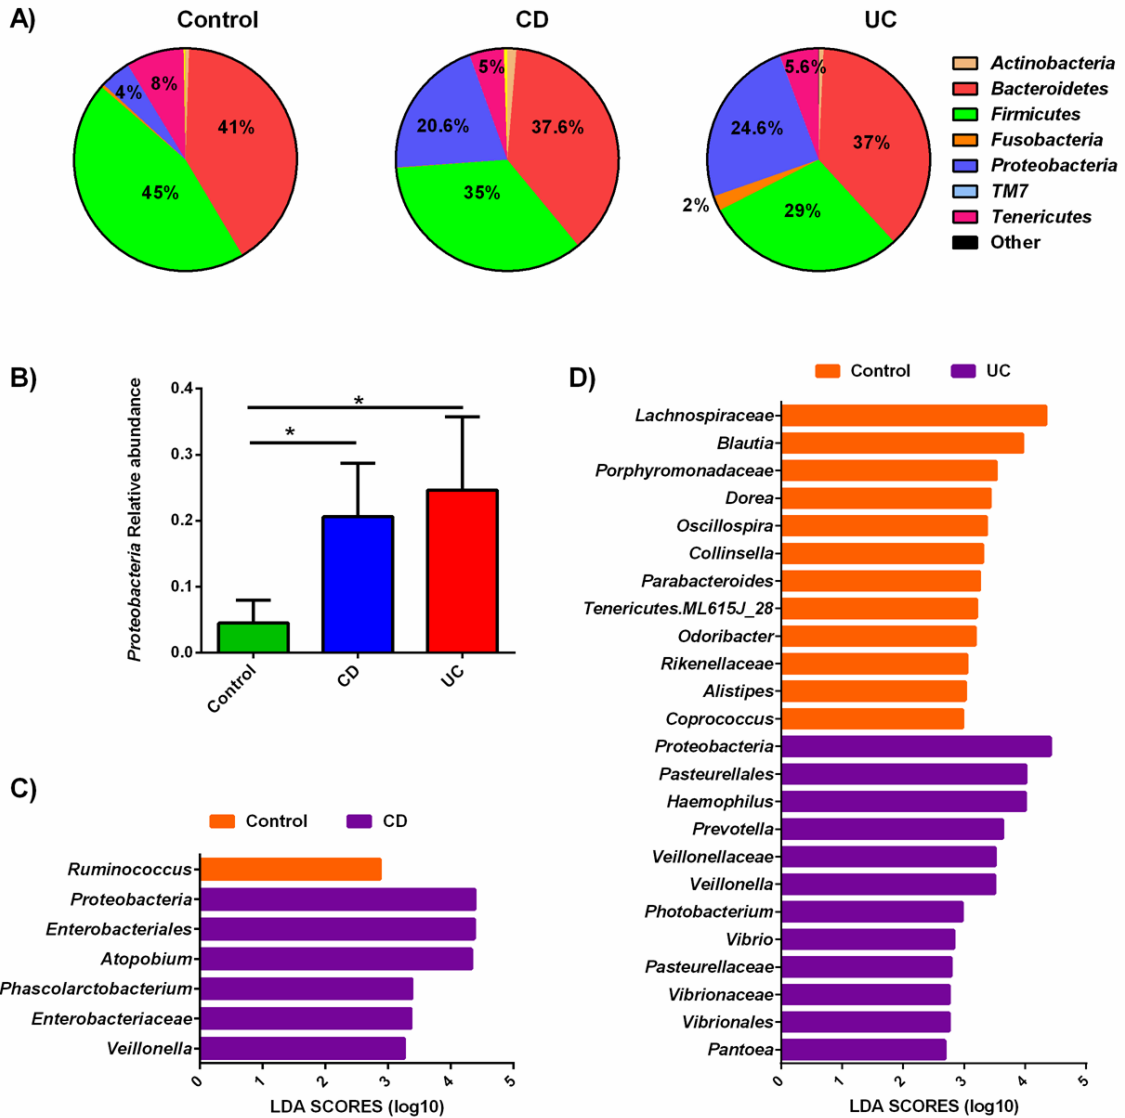 A)
Control
CD
UC
8%
4%
41%
45%
5%
20.6%
37.6%
35%
5.6%
24.6%
37%
2%
29%
Actinobacteria
Bacteroidetes
Firmicutes
Fusobacteria
Proteobacteria
TM7
Tenericutes
Other
B)
Proteobacteria Relative abundance
0.4
0.3
0.2
0.1
0.0
*
*
Control
CD
UC
C)
Control
CD
Ruminococcus
Proteobacteria
Enterobacteriales
Atopobium
Phascolarctobacterium
Enterobacteriaceae
Veillonella
0
1
2
3
4
5
LDA SCORES (log10)
D)
Control
UC
Lachnospiraceae
Blautia
Porphyromonadaceae
Dorea
Oscillospira
Collinsella
Parabacteroides
Tenericutes.ML615J_28
Odoribacter
Rikenellaceae
Alistipes
Coprococcus
Proteobacteria
Pasteurellales
Haemophilus
Prevotella
Veillonellaceae
Veillonella
Photobacterium
Vibrio
Pasteurellaceae
Vibrionaceae
Vibrionales
Pantoea
0
1
2
3
4
5
LDA SCORES (log10)